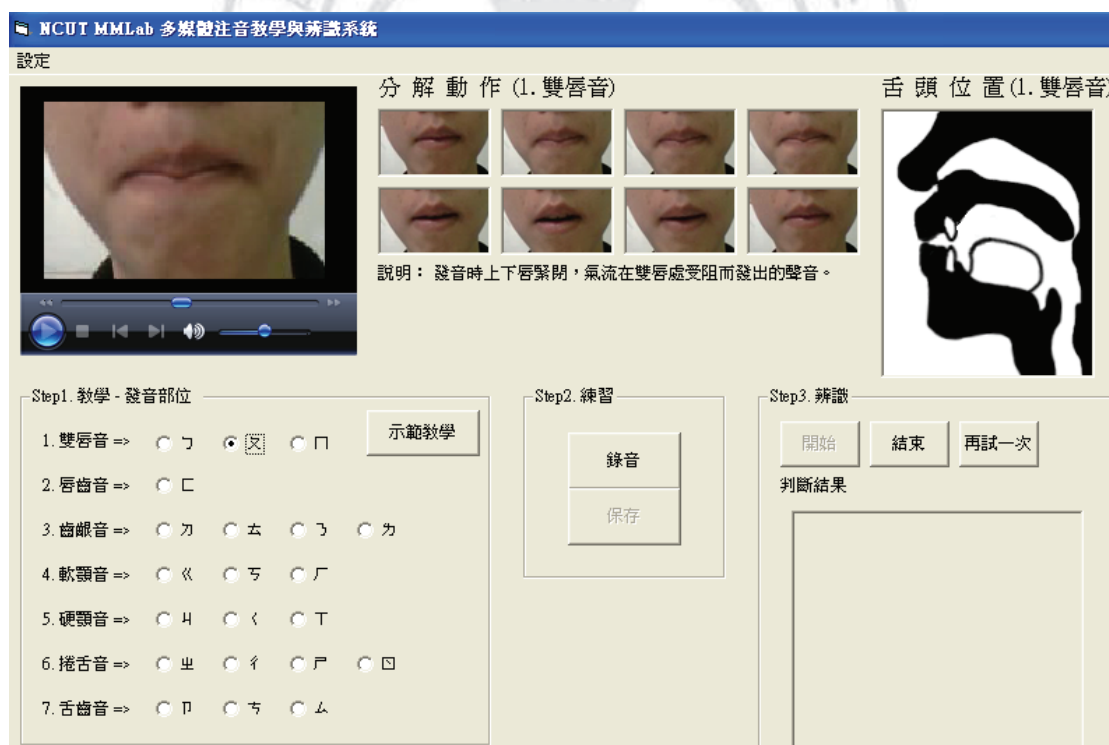 NCUT MMLab 多媒體注音教學與辨識系統
設定
分 解 動 作 (1.雙唇音)
舌 頭 位 置 (1.雙唇音)
說明： 發音時上下唇緊閉，氣流在雙唇處受阻而發出的聲音。
Step1. 教學 - 發音部位
示範教學
1. 雙唇音 => ㄅ ㄆ ㄇ
2. 唇齒音 => ㄈ
3. 齒齦音 => ㄉ ㄊ ㄋ ㄌ
4. 軟顎音 => ㄍ ㄎ ㄏ
5. 硬顎音 => ㄐ ㄑ ㄒ
6. 捲舌音 => ㄓ ㄔ ㄕ ㄖ
7. 舌齒音 => ㄗ ㄘ ㄙ
Step2. 練習
錄音
保存
Step3. 辨識
開始 結束 再試一次
判斷結果